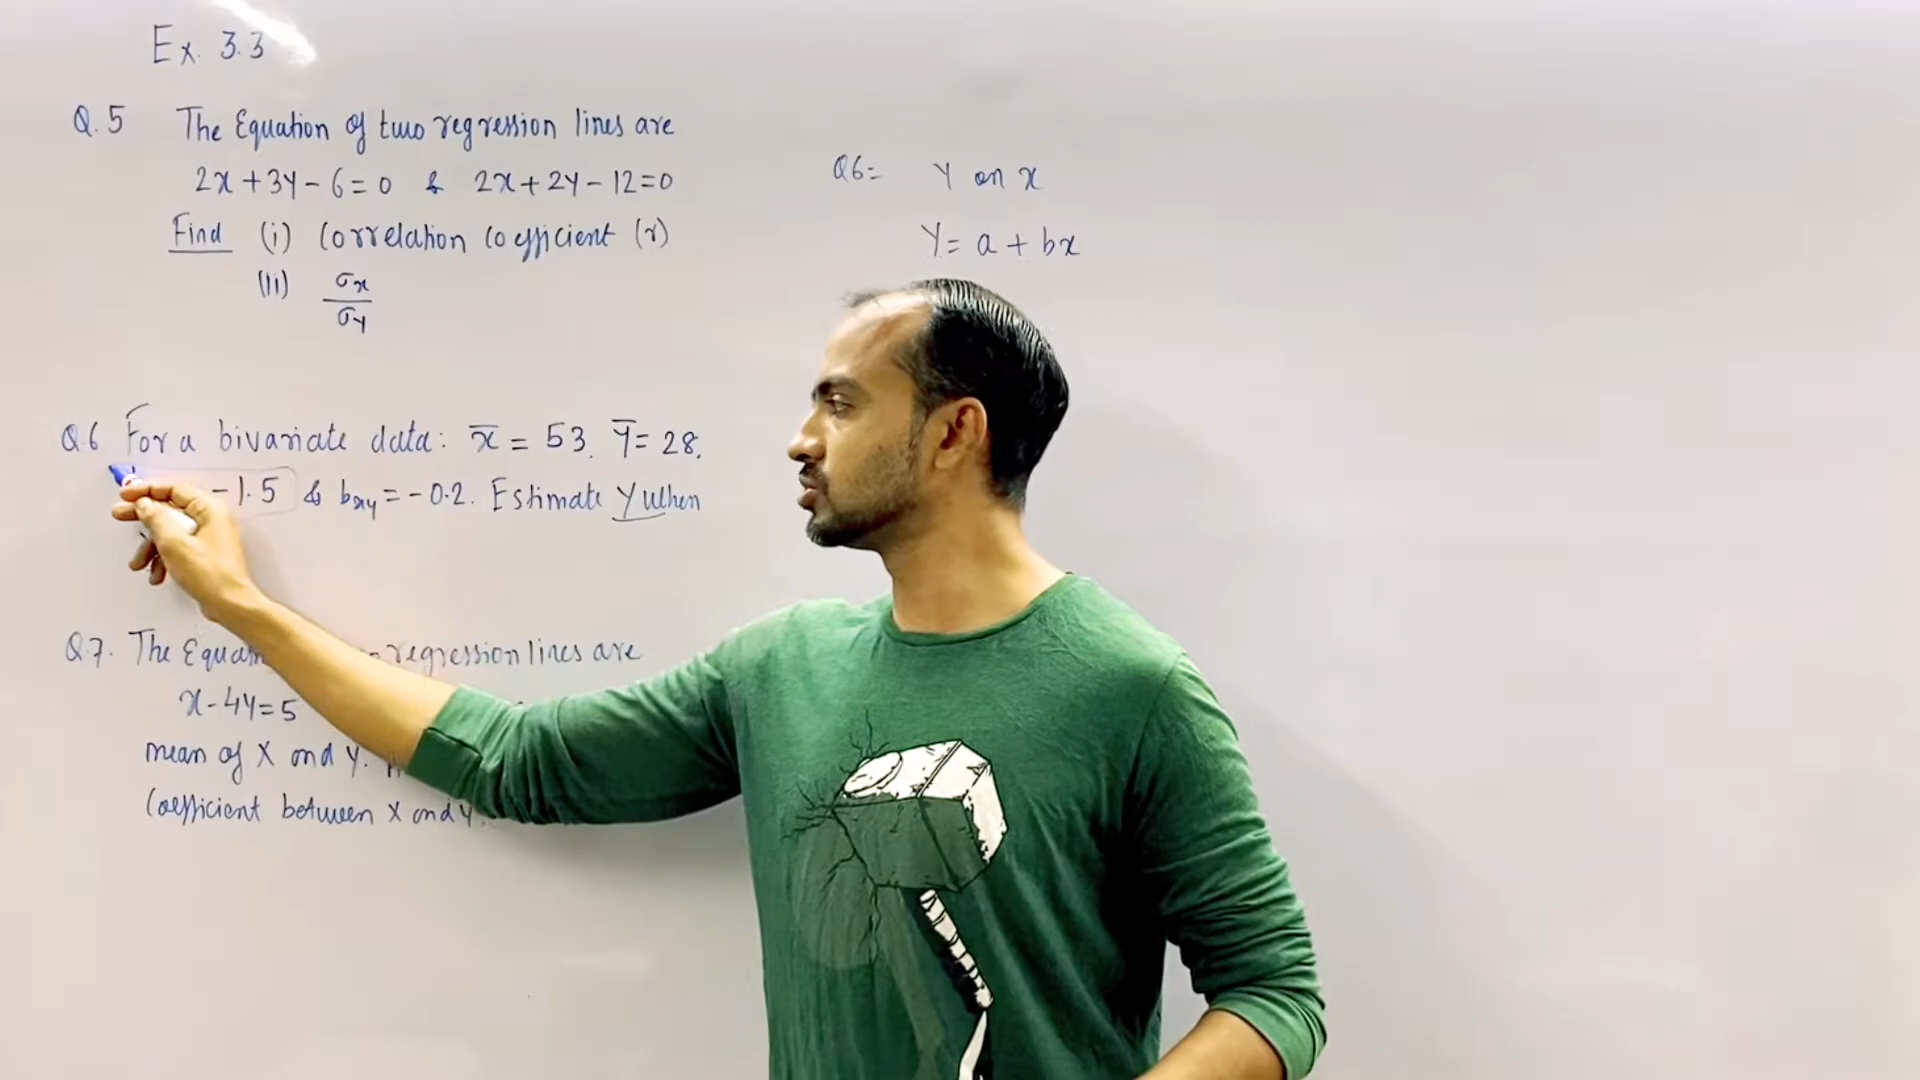 Ex. 3.3
Q.5 The Equation of two regression lines are
2x+3y-6=0 & 2x+2y-12=0
Find (i) Correlation Coefficient (r)
(ii) σx/σy
Q.6 For a bivariate data: x̄ = 53. ȳ = 28.
-1.5 & bxy = -0.2. Estimate Y when
Q.7. The regression lines are
x-4y=5
mean of X and Y.
Coefficient between X and Y
Q6= Y on x
Y= a + bx